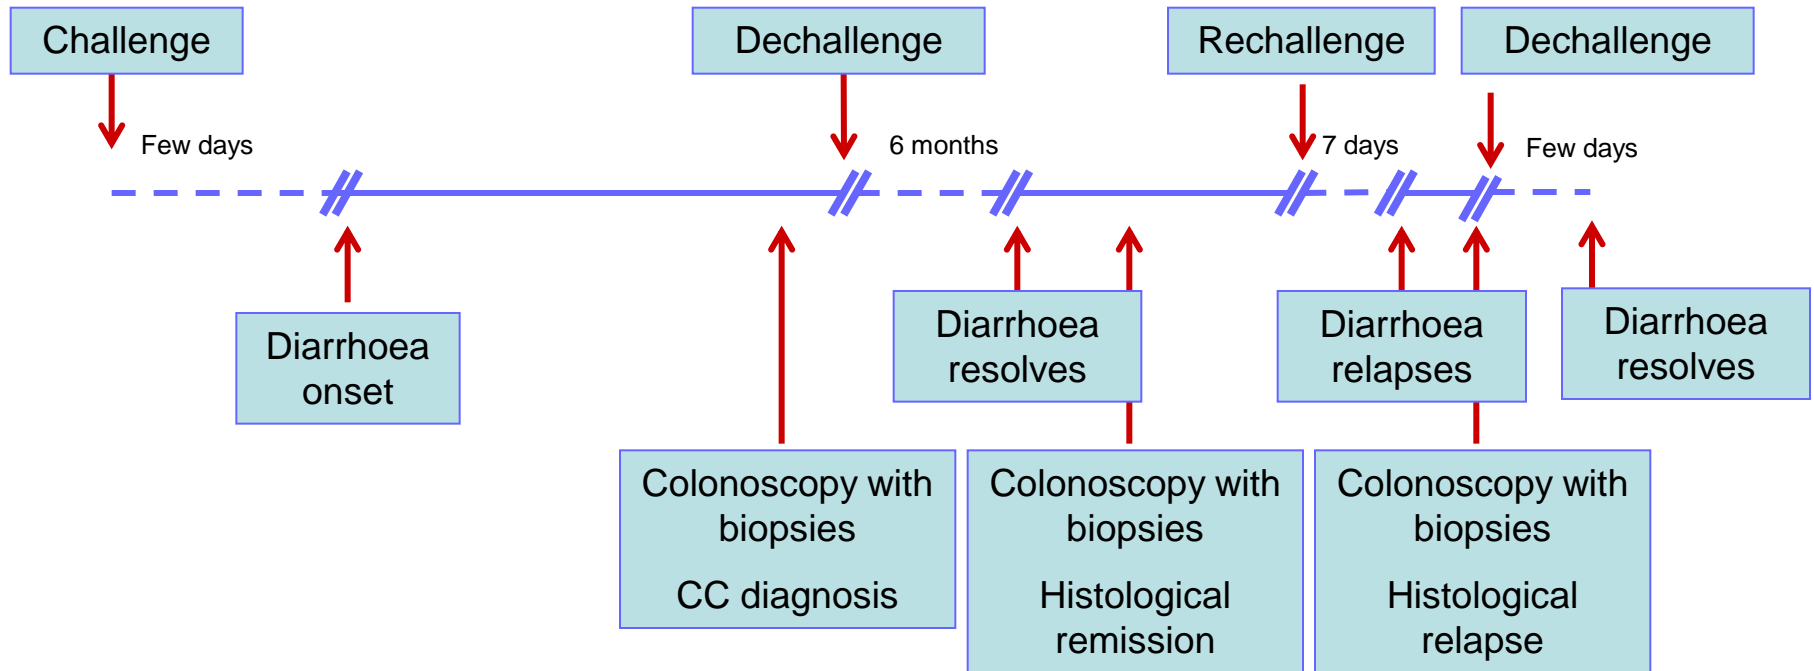 Challenge
Dechallenge
Rechallenge
Dechallenge
Few days
6 months
7 days
Few days
Diarrhoea
onset
Diarrhoea
resolves
Diarrhoea
relapses
Diarrhoea
resolves
Colonoscopy with
biopsies
CC diagnosis
Colonoscopy with
biopsies
Histological
remission
Colonoscopy with
biopsies
Histological
relapse